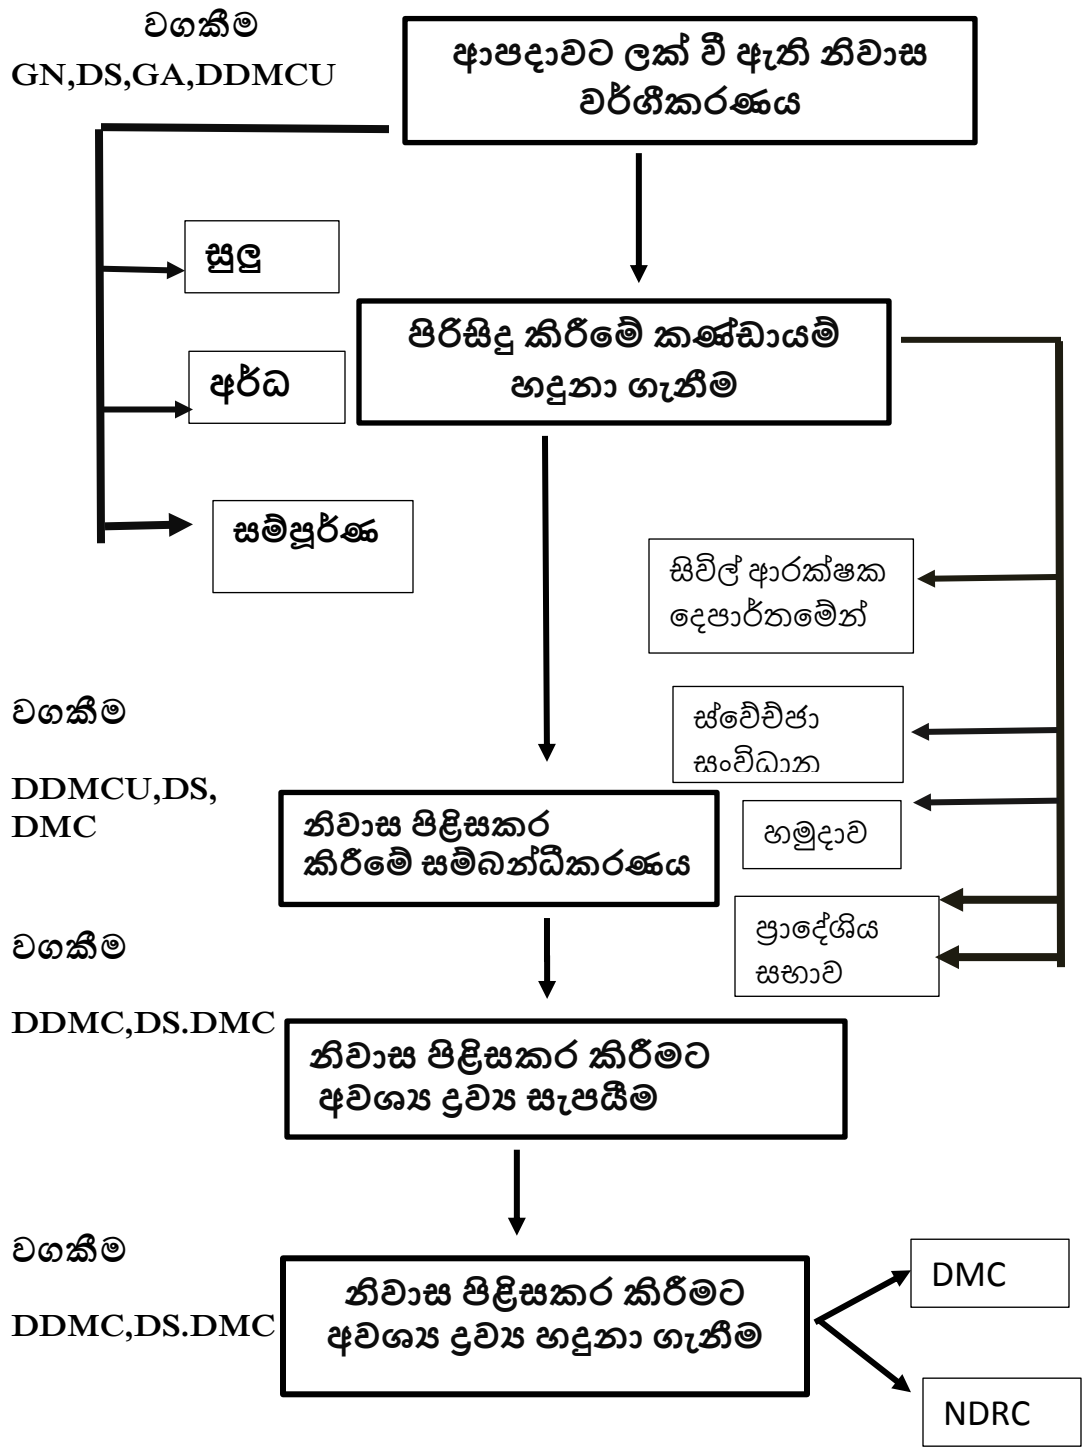 වගකීම
GN,DS,GA,DDMCU
ආපදාවට ලක් වී ඇති නිවාස
වර්ගීකරණය
සුලු
පිරිසිදු කිරීමේ කණ්ඩායම්
හදුනා ගැනීම
අර්ධ
සම්පූර්ණ
සිවිල් ආරක්ෂක
දෙපාර්තමේන්
ස්වේච්ජා
සංවිධාන
හමුදාව
ප්‍රාදේශිය
සභාව
වගකීම
DDMCU,DS,
DMC
නිවාස පිළිසකර
කිරීමේ සම්බන්ධීකරණය
වගකීම
DDMC,DS.DMC
නිවාස පිළිසකර කිරීමට
අවශ්‍ය ද්‍රව්‍ය සැපයීම
වගකීම
DDMC,DS.DMC
නිවාස පිළිසකර කිරීමට
අවශ්‍ය ද්‍රව්‍ය හදුනා ගැනීම
DMC
NDRC